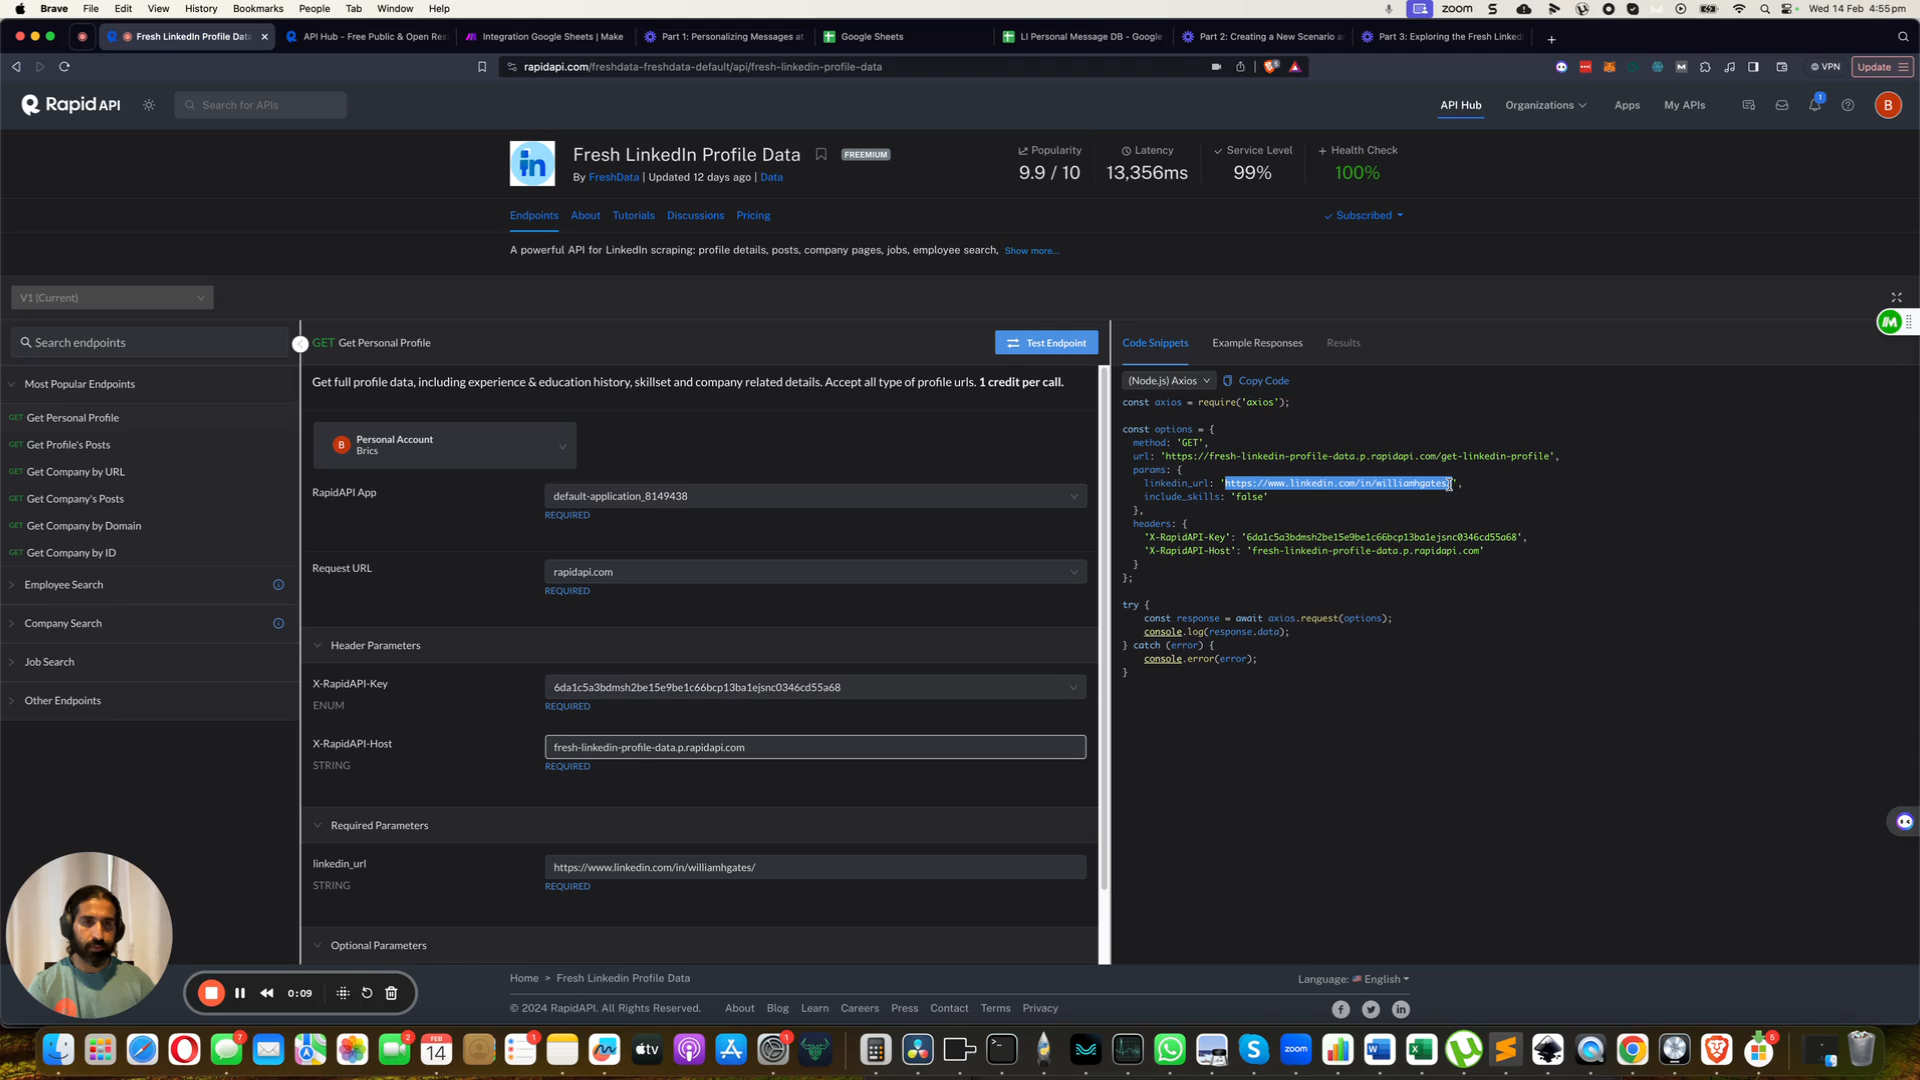 Brave File Edit View History Bookmarks People Tab Window Help
zoom
Wed 14 Feb 4:55pm
Fresh LinkedIn Profile Dat
API Hub - Free Public & Open Res
Integration Google Sheets | Make
Part 1: Personalizing Messages at
Google Sheets
LI Personal Message DB - Google
Part 2: Creating a New Scenario a
Part 3: Exploring the Fresh Linked
rapidapi.com/freshdata-freshdata-default/api/fresh-linkedin-profile-data
VPN
Update
Rapid API
Search for APIs
API Hub
Organizations
Apps
My APIs
1
B
in
Fresh LinkedIn Profile Data
FREEMIUM
By FreshData | Updated 12 days ago | Data
Popularity
9.9 / 10
Latency
13,356ms
Service Level
99%
Health Check
100%
Endpoints About Tutorials Discussions Pricing
Subscribed
A powerful API for LinkedIn scraping: profile details, posts, company pages, jobs, employee search, Show more...
V1 (Current)
Search endpoints
Most Popular Endpoints
GET Get Personal Profile
GET Get Profile's Posts
GET Get Company by URL
GET Get Company's Posts
GET Get Company by Domain
GET Get Company by ID
Employee Search
Company Search
Job Search
Other Endpoints
GET Get Personal Profile
Test Endpoint
Get full profile data, including experience & education history, skillset and company related details. Accept all type of profile urls. 1 credit per call.
B
Personal Account
Brics
RapidAPI App
default-application_8149438
REQUIRED
Request URL
rapidapi.com
REQUIRED
Header Parameters
X-RapidAPI-Key
ENUM
6da1c5a3bdmsh2be15e9be1c66bcp13ba1ejsnc0346cd55a68
REQUIRED
X-RapidAPI-Host
STRING
fresh-linkedin-profile-data.p.rapidapi.com
REQUIRED
Required Parameters
linkedin_url
STRING
https://www.linkedin.com/in/williamhgates/
REQUIRED
Optional Parameters
Code Snippets Example Responses Results
(Node.js) Axios
Copy Code
const axios = require('axios');
const options = {
method: 'GET',
url: 'https://fresh-linkedin-profile-data.p.rapidapi.com/get-linkedin-profile',
params: {
linkedin_url: 'https://www.linkedin.com/in/williamhgates/',
include_skills: 'false'
},
headers: {
'X-RapidAPI-Key': '6da1c5a3bdmsh2be15e9be1c66bcp13ba1ejsnc0346cd55a68',
'X-RapidAPI-Host': 'fresh-linkedin-profile-data.p.rapidapi.com'
}
};
try {
const response = await axios.request(options);
console.log(response.data);
} catch (error) {
console.error(error);
}
0:09
Home > Fresh Linkedin Profile Data
Language: English
© 2024 RapidAPI. All Rights Reserved. About Blog Learn Careers Press Contact Terms Privacy
7
2
FEB
14
1
tv
1
zoom
5